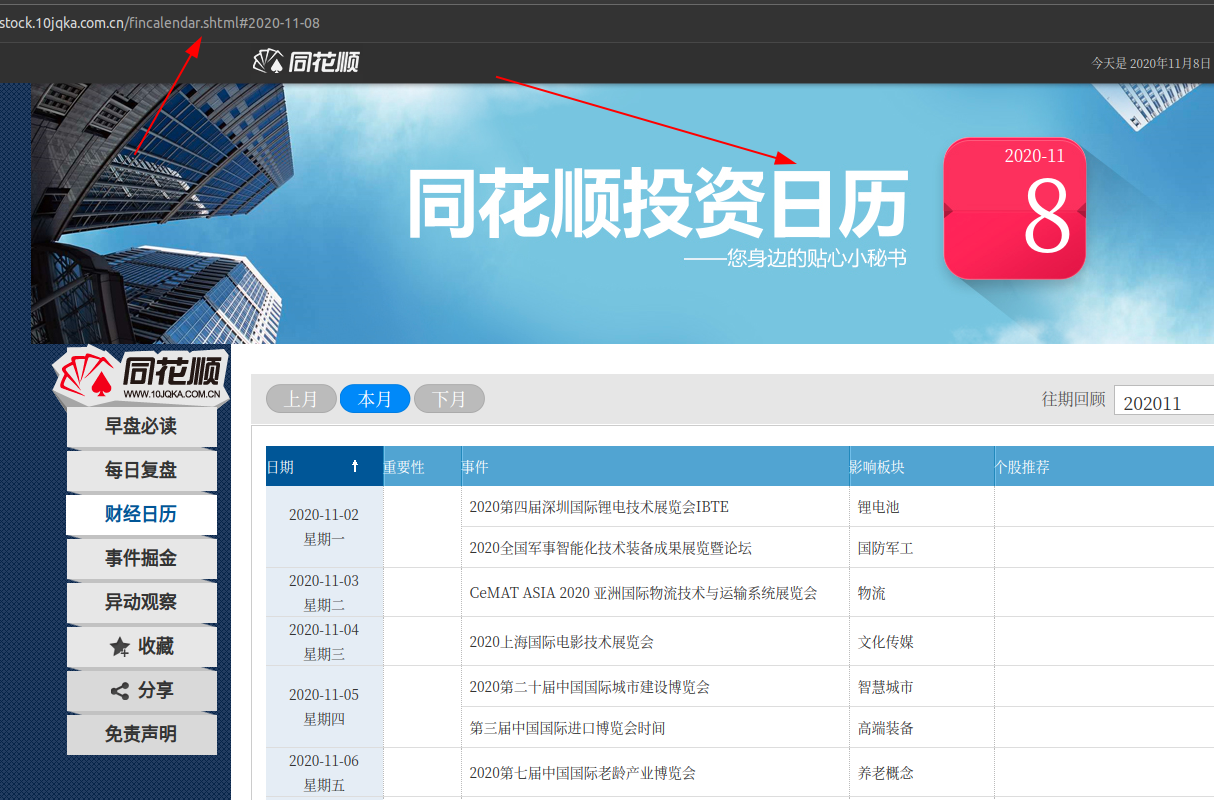 stock.10jqka.com.cn/fincalendar.shtml#2020-11-08
同花顺
今天是 2020年11月8日
同花顺投资日历
——您身边的贴心小秘书
2020-11
8
同花顺
WWW.10JQKA.COM.CN
早盘必读
每日复盘
财经日历
事件掘金
异动观察
收藏
分享
免责声明
上月 本月 下月 往期回顾 202011
日期 重要性 事件 影响板块 个股推荐
2020-11-02
星期一
2020第四届深圳国际锂电技术展览会IBTE 锂电池
2020全国军事智能化技术装备成果展览暨论坛 国防军工
2020-11-03
星期二
CeMAT ASIA 2020 亚洲国际物流技术与运输系统展览会 物流
2020-11-04
星期三
2020上海国际电影技术展览会 文化传媒
2020-11-05
星期四
2020第二十届中国国际城市建设博览会 智慧城市
第三届中国国际进口博览会时间 高端装备
2020-11-06
星期五
2020第七届中国国际老龄产业博览会 养老概念